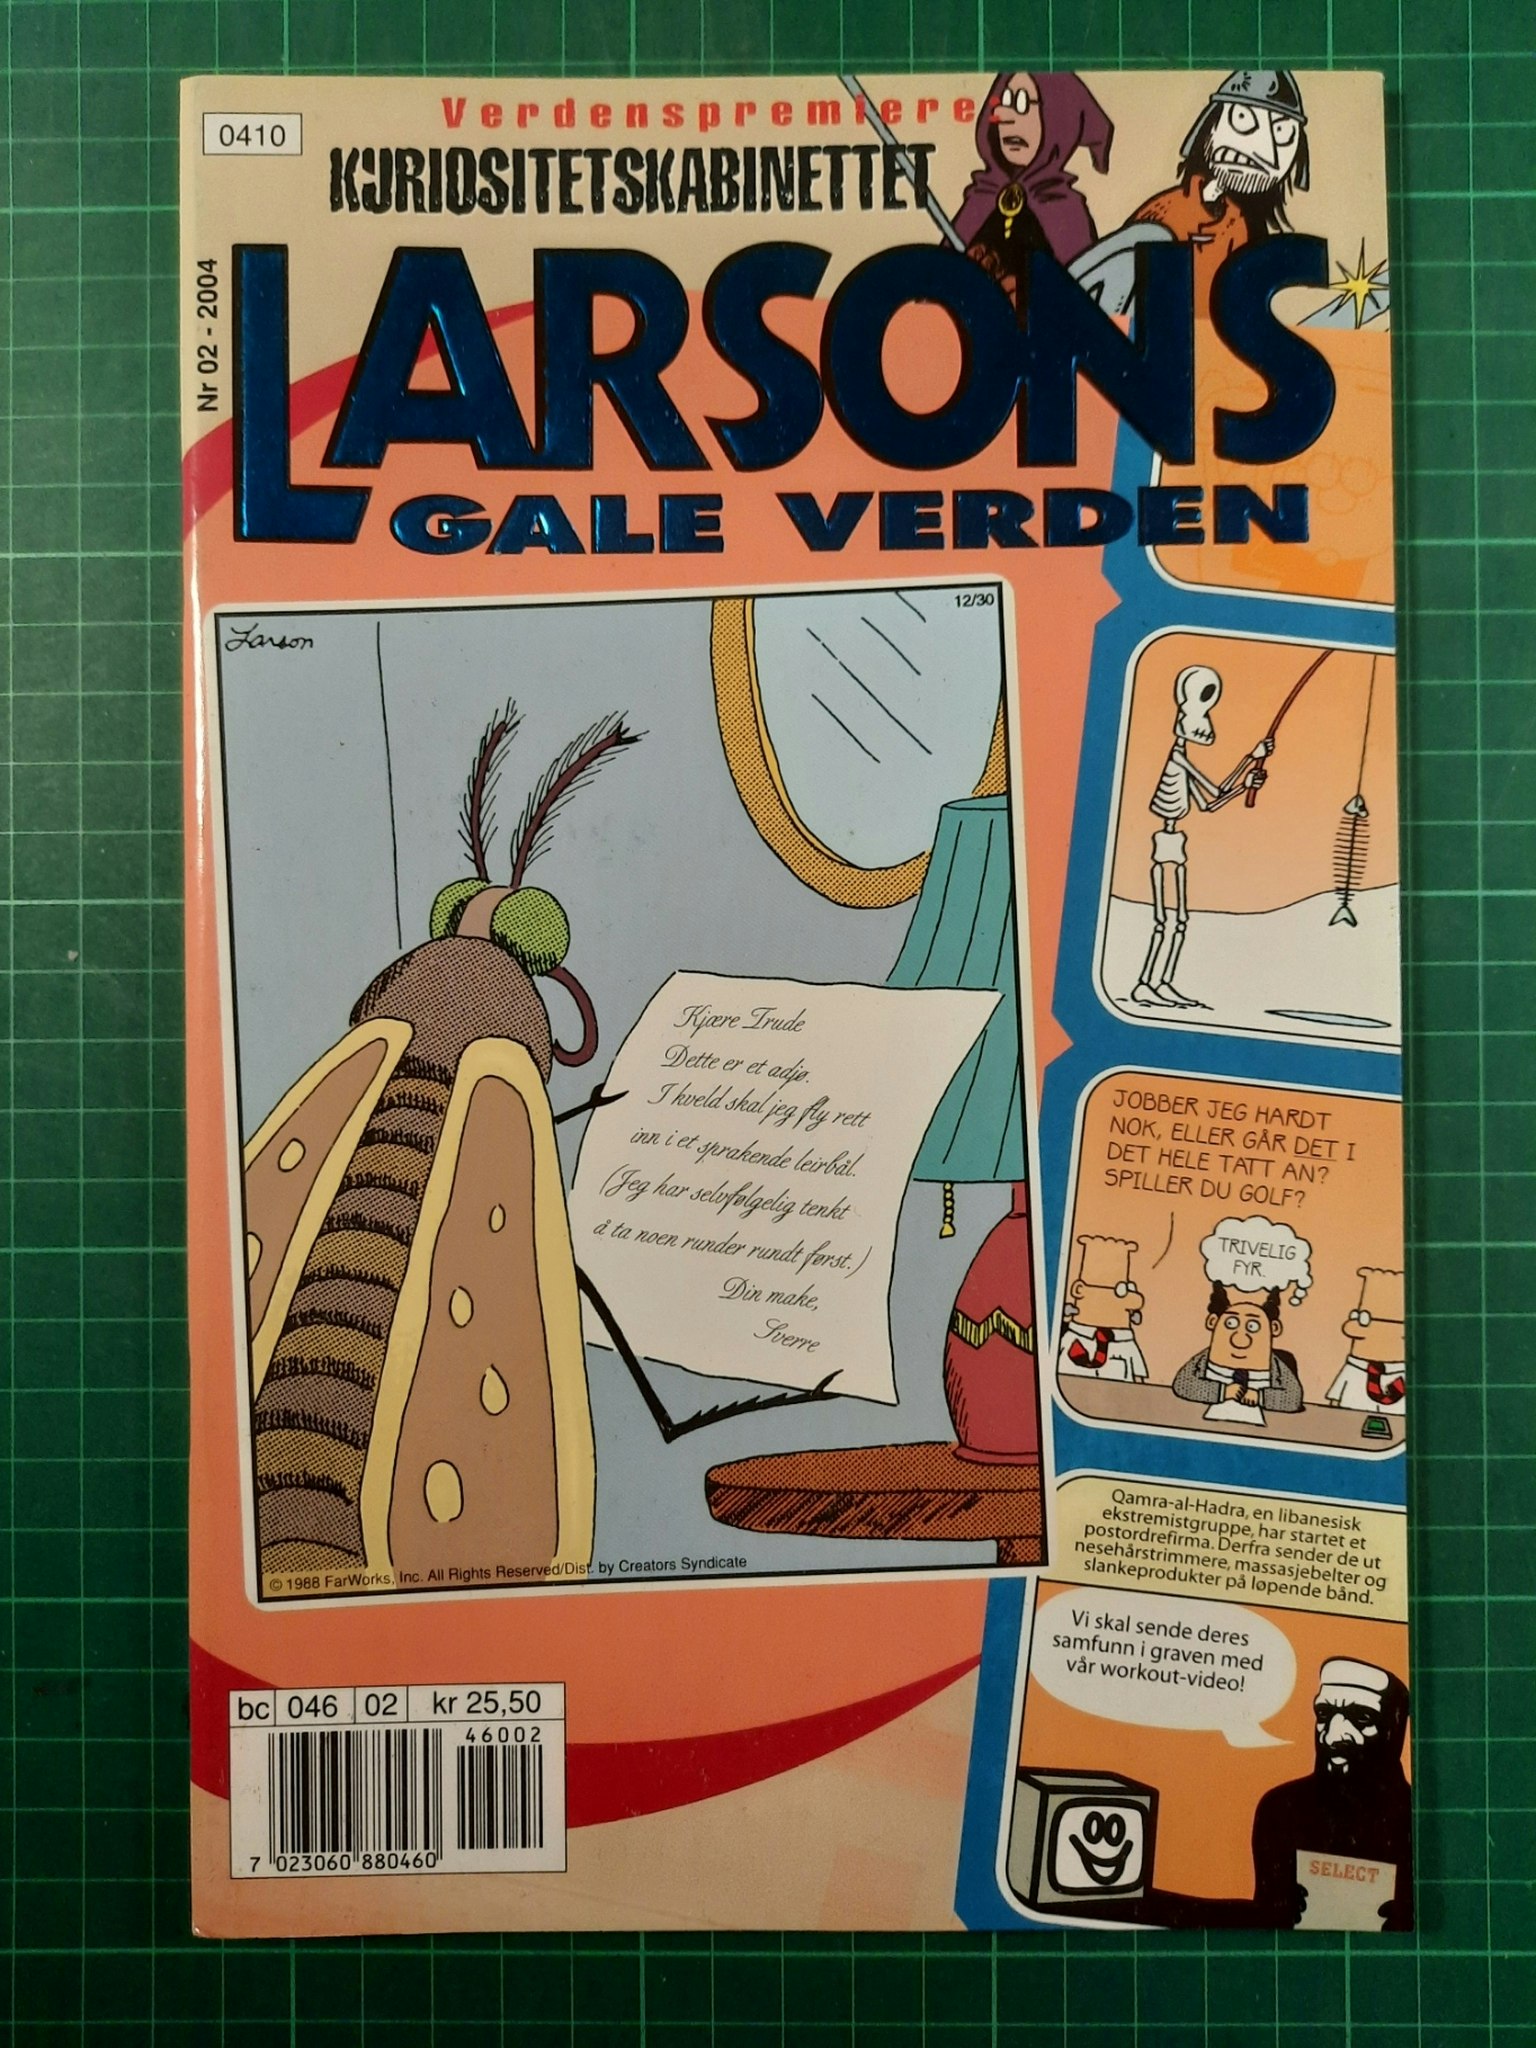 0410
Verdenspremiere:
KURIOSITETSKABINETTET
Nr 02 - 2004
LARSONS
GALE VERDEN
Larson
12/30
Kjære Trude
Dette er et adjø.
I kveld skal jeg fly rett
inn i et sprakende leirbål.
(Jeg har selvfølgelig tenkt
å ta noen runder rundt først.)
Din make,
Sverre
© 1988 FarWorks, Inc. All Rights Reserved/Dist. by Creators Syndicate
JOBBER JEG HARDT
NOK, ELLER GÅR DET I
DET HELE TATT AN?
SPILLER DU GOLF?
TRIVELIG
FYR.
Qamra-al-Hadra, en libanesisk
ekstremistgruppe, har startet et
postordrefirma. Derfra sender de ut
nesehårstrimmere, massasjebelter og
slankeprodukter på løpende bånd.
Vi skal sende deres
samfunn i graven med
vår workout-video!
SELECT
bc 046 02 kr 25,50
46002
7 023060 880460